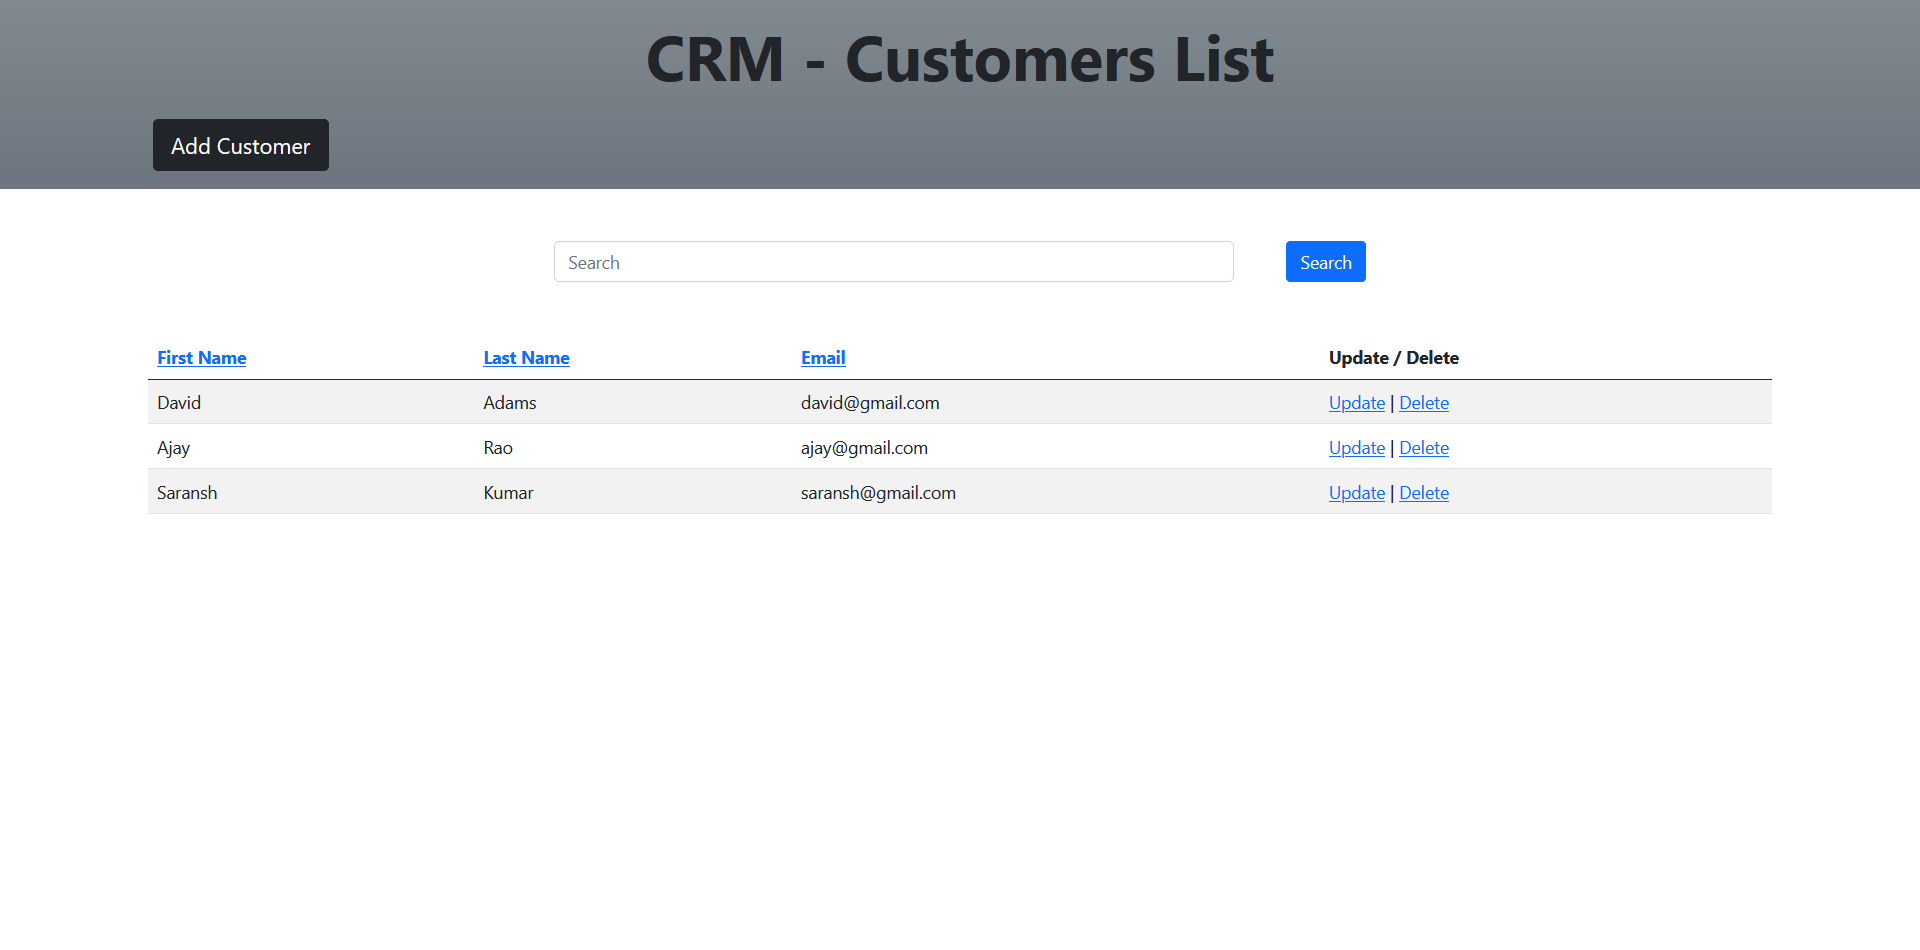 CRM - Customers List
Add Customer
Search Search
First Name Last Name Email Update / Delete
David Adams david@gmail.com Update | Delete
Ajay Rao ajay@gmail.com Update | Delete
Saransh Kumar saransh@gmail.com Update | Delete